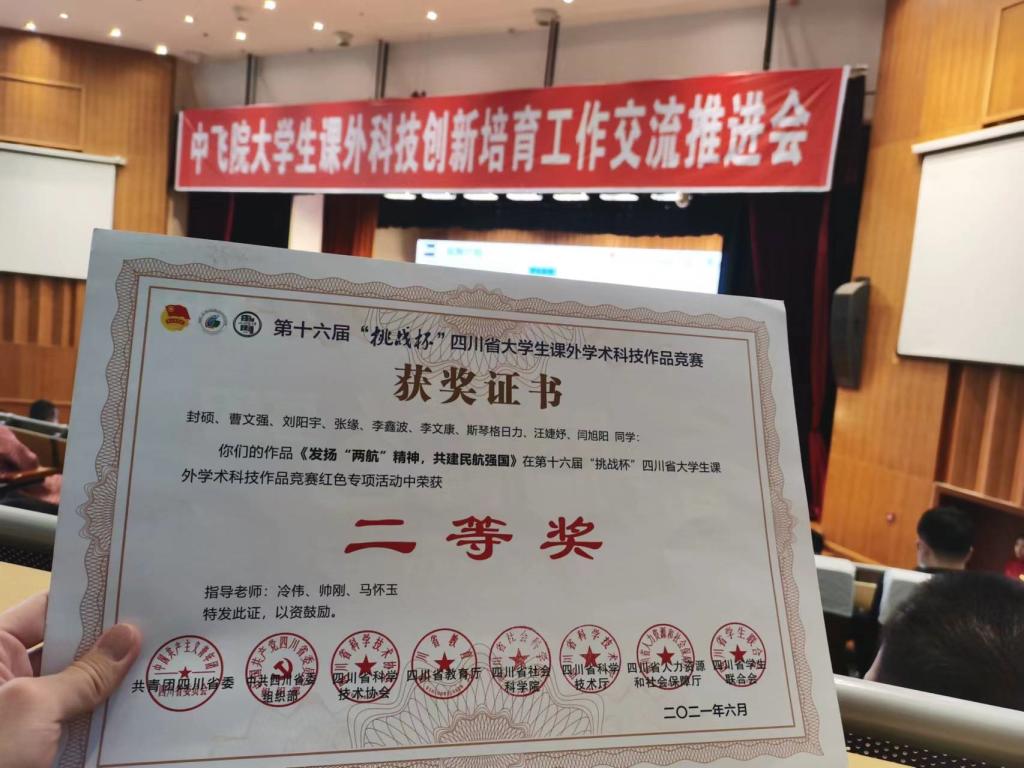 中飞院大学生课外科技创新培育工作交流推进会
第十六届“挑战杯”四川省大学生课外学术科技作品竞赛
获奖证书
封硕、曹文强、刘阳宇、张缘、李鑫波、李文康、斯琴格日力、汪婕妤、闫旭阳 同学：
你们的作品《发扬“两航”精神，共建民航强国》在第十六届“挑战杯”四川省大学生课
外学术科技作品竞赛红色专项活动中荣获
二等奖
指导老师：冷伟、帅刚、马怀玉
特发此证，以资鼓励。
共青团四川省委
中共四川省委
组织部
四川省科学
技术协会
四川省教育厅
四川省社会
科学院
四川省科学
技术厅
四川省人力资源
和社会保障厅
四川省学生
联合会
二〇二一年六月